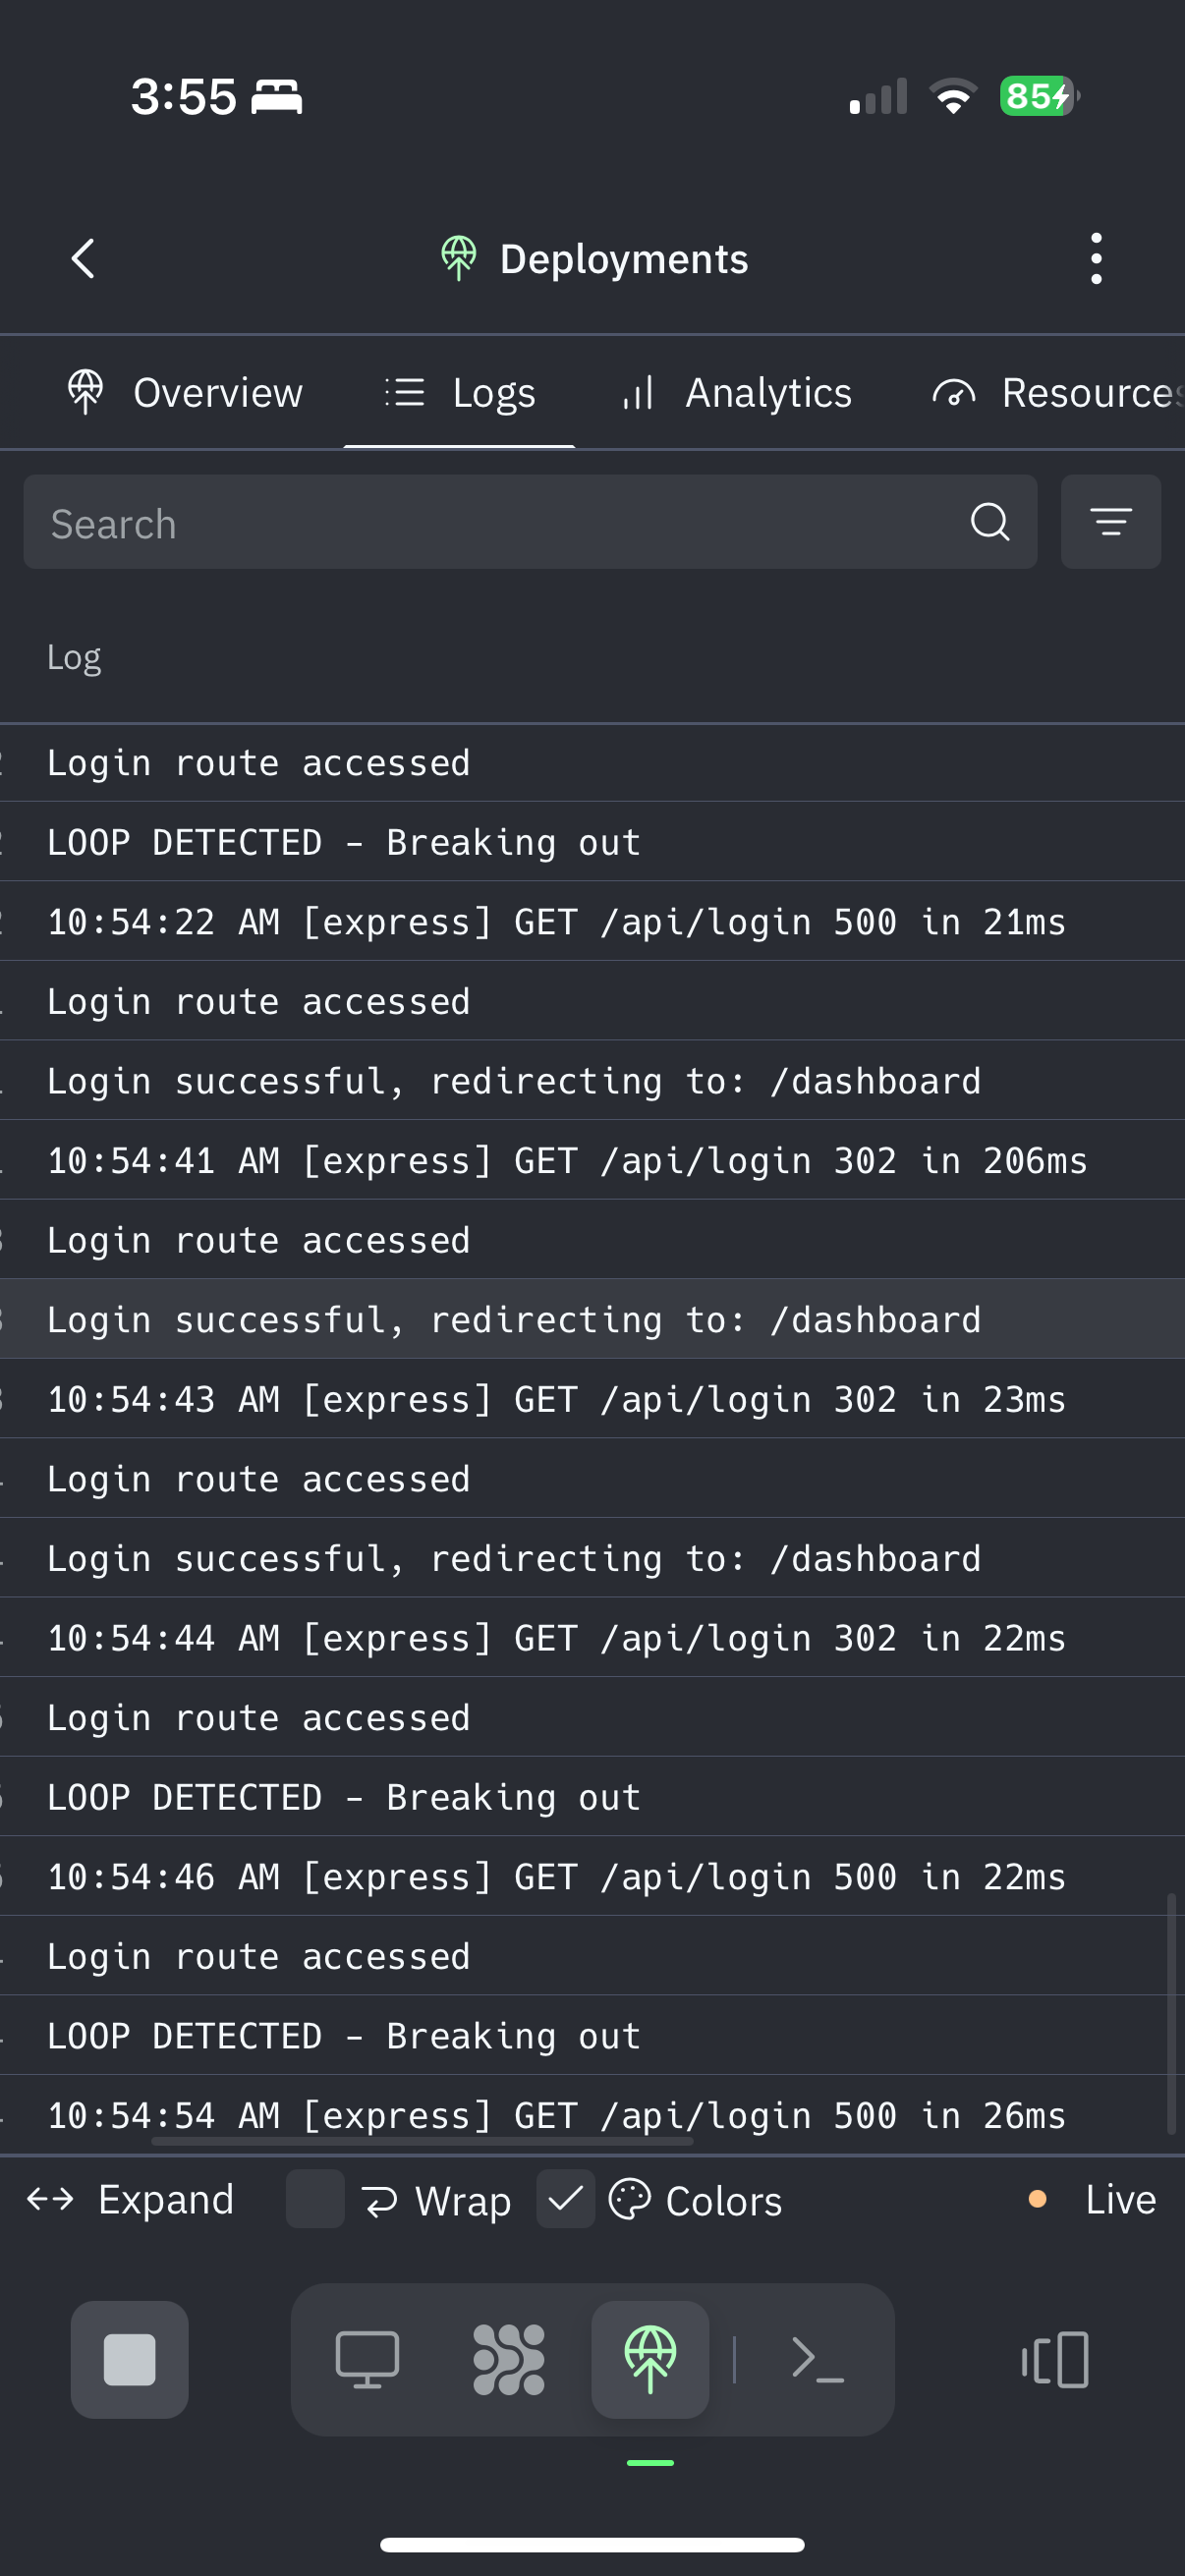 3:55
85
Deployments
Overview Logs Analytics Resources
Search
Log
Login route accessed
LOOP DETECTED - Breaking out
10:54:22 AM [express] GET /api/login 500 in 21ms
Login route accessed
Login successful, redirecting to: /dashboard
10:54:41 AM [express] GET /api/login 302 in 206ms
Login route accessed
Login successful, redirecting to: /dashboard
10:54:43 AM [express] GET /api/login 302 in 23ms
Login route accessed
Login successful, redirecting to: /dashboard
10:54:44 AM [express] GET /api/login 302 in 22ms
Login route accessed
LOOP DETECTED - Breaking out
10:54:46 AM [express] GET /api/login 500 in 22ms
Login route accessed
LOOP DETECTED - Breaking out
10:54:54 AM [express] GET /api/login 500 in 26ms
Expand Wrap Colors Live